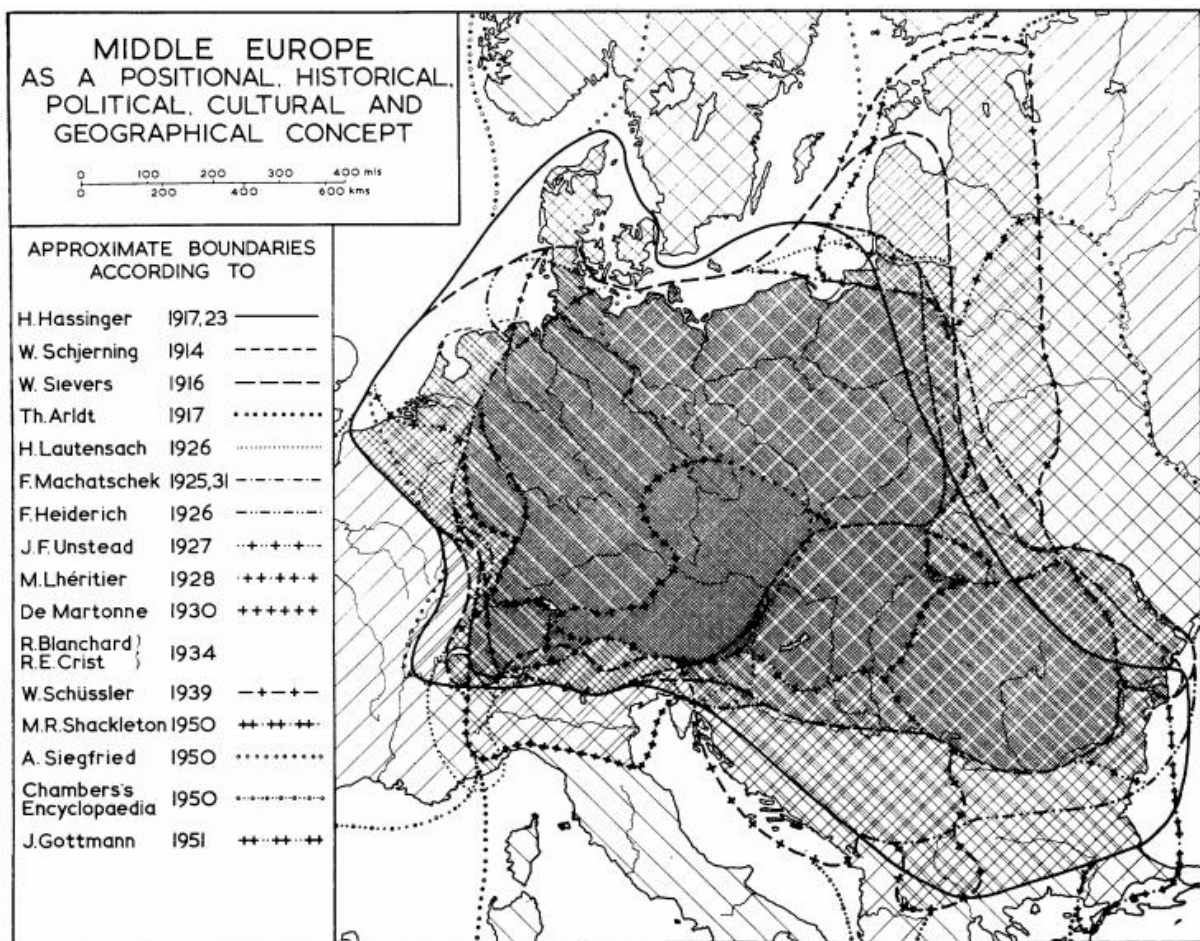 MIDDLE EUROPE
AS A POSITIONAL, HISTORICAL,
POLITICAL, CULTURAL AND
GEOGRAPHICAL CONCEPT
0 100 200 300 400 mls
0 200 400 600 kms
APPROXIMATE BOUNDARIES
ACCORDING TO
H. Hassinger 1917,23
W. Schjerning 1914
W. Sievers 1916
Th. Arldt 1917
H. Lautensach 1926
F. Machatschek 1925,31
F. Heiderich 1926
J. F. Unstead 1927
M. Lhéritier 1928
De Martonne 1930
R. Blanchard }
R. E. Crist } 1934
W. Schüssler 1939
M. R. Shackleton 1950
A. Siegfried 1950
Chambers's
Encyclopaedia 1950
J. Gottmann 1951